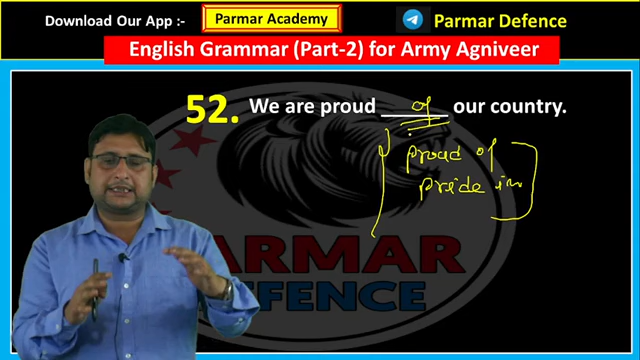 Download Our App :- Parmar Academy Parmar Defence
English Grammar (Part-2) for Army Agniveer
52. We are proud of our country.
proud of
pride in
ARMAR
DEFENCE